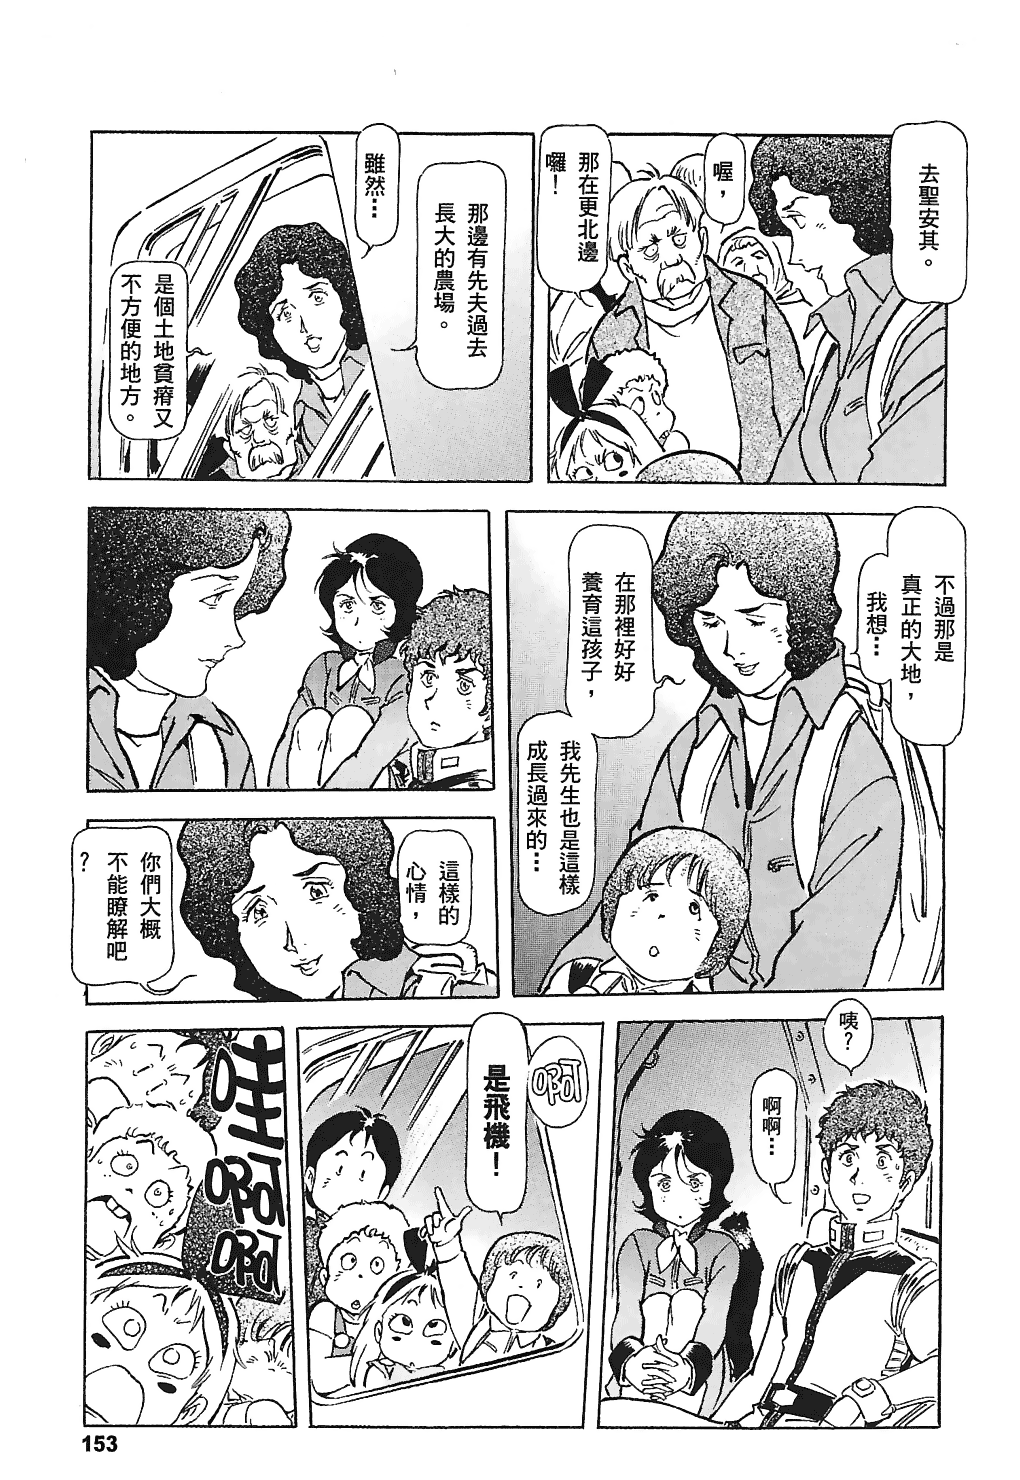 去聖安其。
喔，
那在更北邊
囉！
那邊有先夫過去
長大的農場。
雖然…
是個土地貧瘠又
不方便的地方。
不過那是
真正的大地，
我想…
在那裡好好
養育這孩子，
我先生也是這樣
成長過來的…
這樣的
心情，
你們大概
不能瞭解吧
？
咦？
啊啊…
是飛機！
153